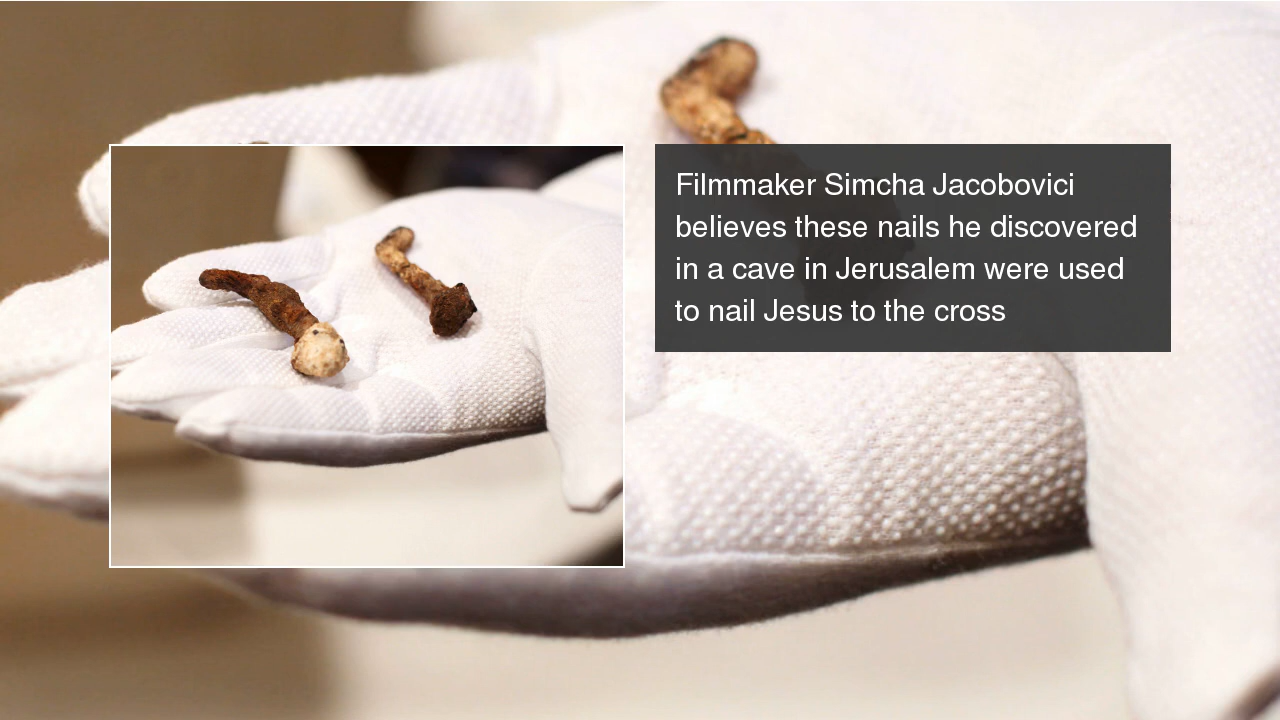 Filmmaker Simcha Jacobovici
believes these nails he discovered
in a cave in Jerusalem were used
to nail Jesus to the cross